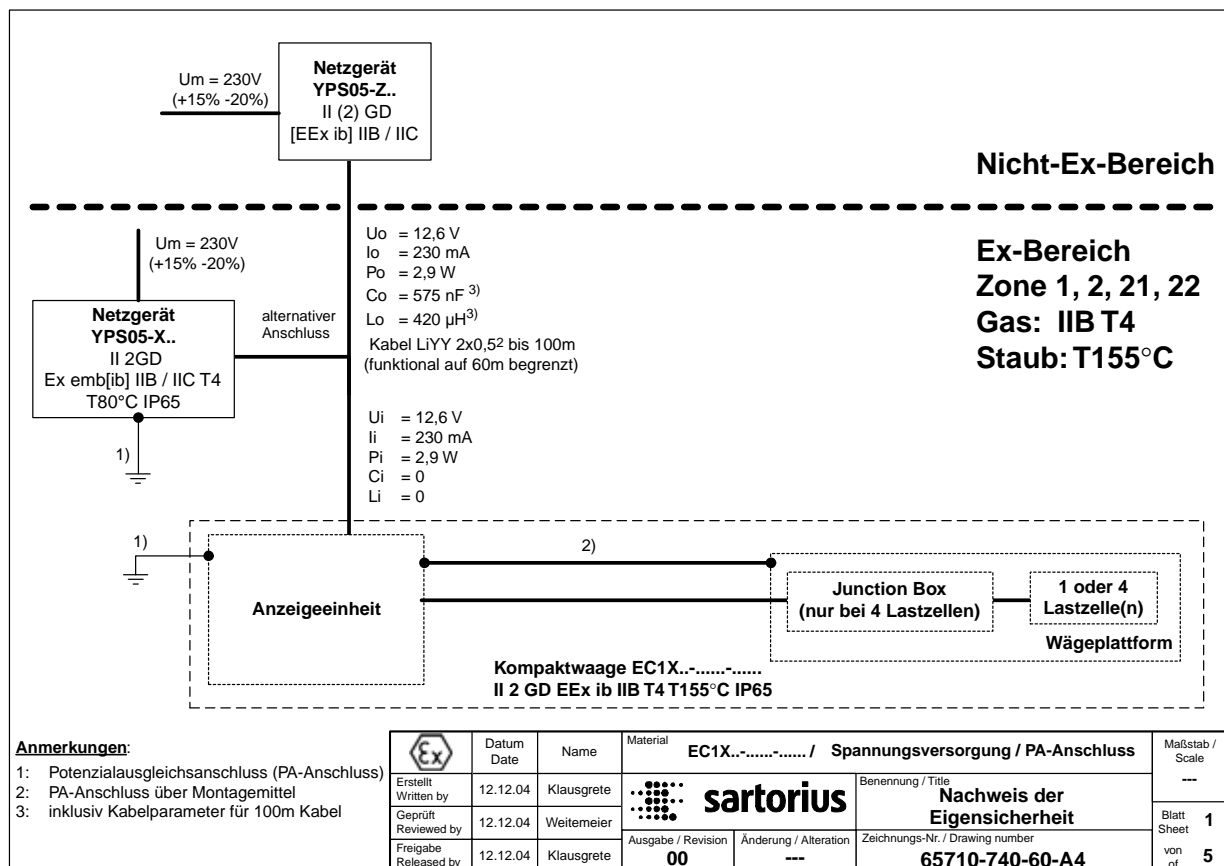 Um = 230V
(+15% -20%)
Netzgerät
YPS05-Z..
II (2) GD
[EEx ib] IIB / IIC
Nicht-Ex-Bereich
Um = 230V
(+15% -20%)
Netzgerät
YPS05-X..
II 2GD
Ex emb[ib] IIB / IIC T4
T80°C IP65
1)
alternativer
Anschluss
Uo = 12,6 V
Io = 230 mA
Po = 2,9 W
Co = 575 nF 3)
Lo = 420 µH3)
Kabel LiYY 2x0,52 bis 100m
(funktional auf 60m begrenzt)
Ui = 12,6 V
Ii = 230 mA
Pi = 2,9 W
Ci = 0
Li = 0
Ex-Bereich
Zone 1, 2, 21, 22
Gas: IIB T4
Staub: T155°C
1)
Anzeigeeinheit
2)
Junction Box
(nur bei 4 Lastzellen)
1 oder 4
Lastzelle(n)
Wägeplattform
Kompaktwaage EC1X..-......-......
II 2 GD EEx ib IIB T4 T155°C IP65
Anmerkungen:
1: Potenzialausgleichsanschluss (PA-Anschluss)
2: PA-Anschluss über Montagemittel
3: inklusiv Kabelparameter für 100m Kabel
Ex
Datum
Date
Name
Material
EC1X..-......-...... / Spannungsversorgung / PA-Anschluss
Maßstab /
Scale
---
Erstellt
Written by
12.12.04
Klausgrete
sartorius
Benennung / Title
Nachweis der
Eigensicherheit
Geprüft
Reviewed by
12.12.04
Weitemeier
Blatt
Sheet
1
Freigabe
Released by
12.12.04
Klausgrete
Ausgabe / Revision
00
Änderung / Alteration
---
Zeichnungs-Nr. / Drawing number
65710-740-60-A4
von
of
5